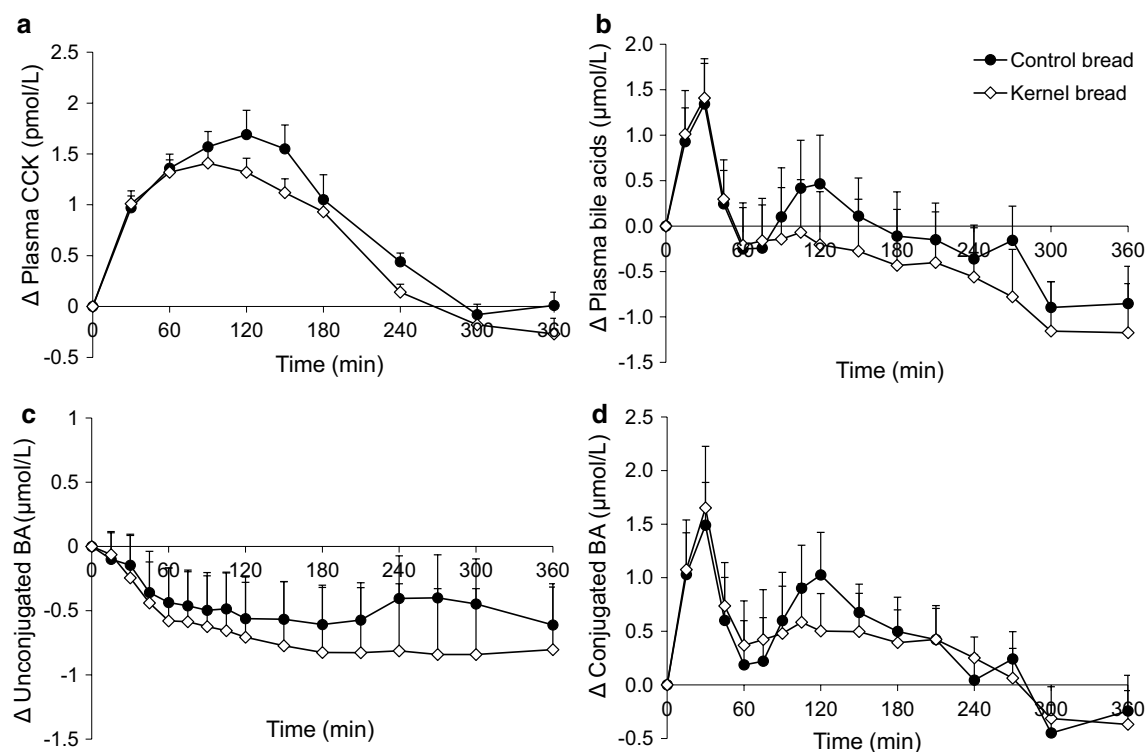 a
Δ Plasma CCK (pmol/L)
2.5
2
1.5
1
0.5
0
-0.5
0 60 120 180 240 300 360
Time (min)
b
Δ Plasma bile acids (µmol/L)
2.0
1.5
1.0
0.5
0.0
-0.5
-1.0
-1.5
0 60 120 180 240 300 360
Time (min)
Control bread
Kernel bread
c
Δ Unconjugated BA (µmol/L)
1
0.5
0
-0.5
-1
-1.5
0 60 120 180 240 300 360
Time (min)
d
Δ Conjugated BA (µmol/L)
2.5
2.0
1.5
1.0
0.5
0.0
-0.5
0 60 120 180 240 300 360
Time (min)